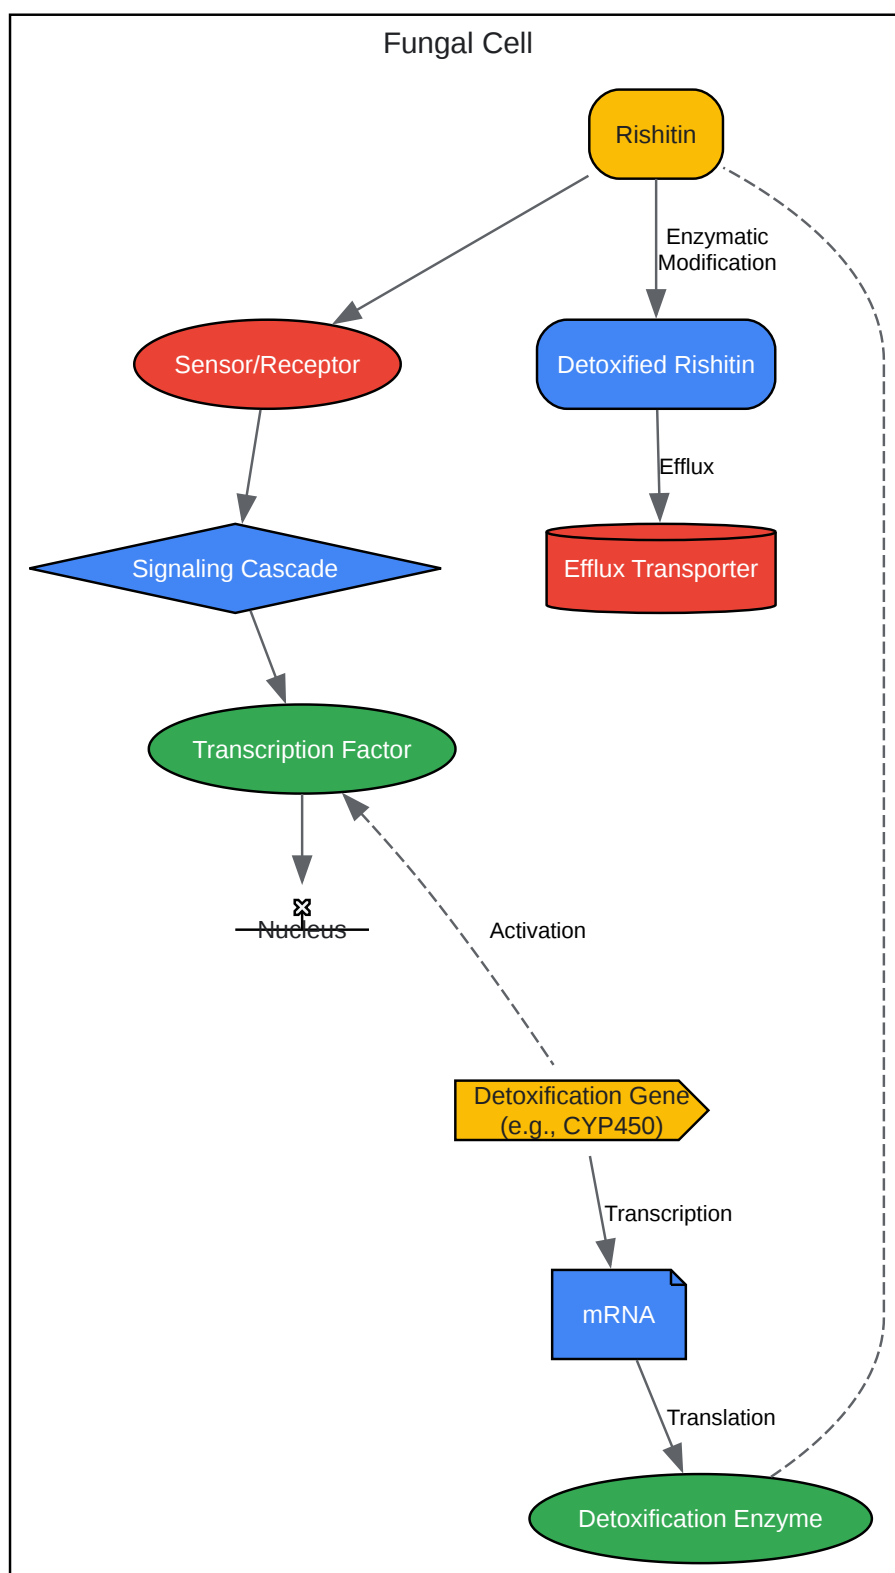 Fungal Cell
Rishitin
Enzymatic
Modification
Sensor/Receptor
Detoxified Rishitin
Efflux
Signaling Cascade
Efflux Transporter
Transcription Factor
Nucleus
Activation
Detoxification Gene
(e.g., CYP450)
Transcription
mRNA
Translation
Detoxification Enzyme